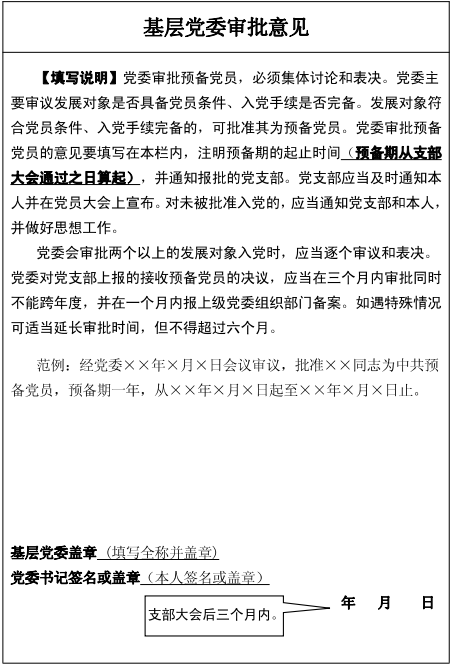 基层党委审批意见
【填写说明】党委审批预备党员，必须集体讨论和表决。党委主
要审议发展对象是否具备党员条件、入党手续是否完备。发展对象符
合党员条件、入党手续完备的，可批准其为预备党员。党委审批预备
党员的意见要填写在本栏内，注明预备期的起止时间（预备期从支部
大会通过之日算起），并通知报批的党支部。党支部应当及时通知本
人并在党员大会上宣布。对未被批准入党的，应当通知党支部和本人，
并做好思想工作。
党委会审批两个以上的发展对象入党时，应当逐个审议和表决。
党委对党支部上报的接收预备党员的决议，应当在三个月内审批同时
不能跨年度，并在一个月内报上级党委组织部门备案。如遇特殊情况
可适当延长审批时间，但不得超过六个月。
范例：经党委××年×月×日会议审议，批准××同志为中共预
备党员，预备期一年，从××年×月×日起至××年×月×日止。
基层党委盖章（填写全称并盖章）
党委书记签名或盖章（本人签名或盖章）
年 月 日
支部大会后三个月内。